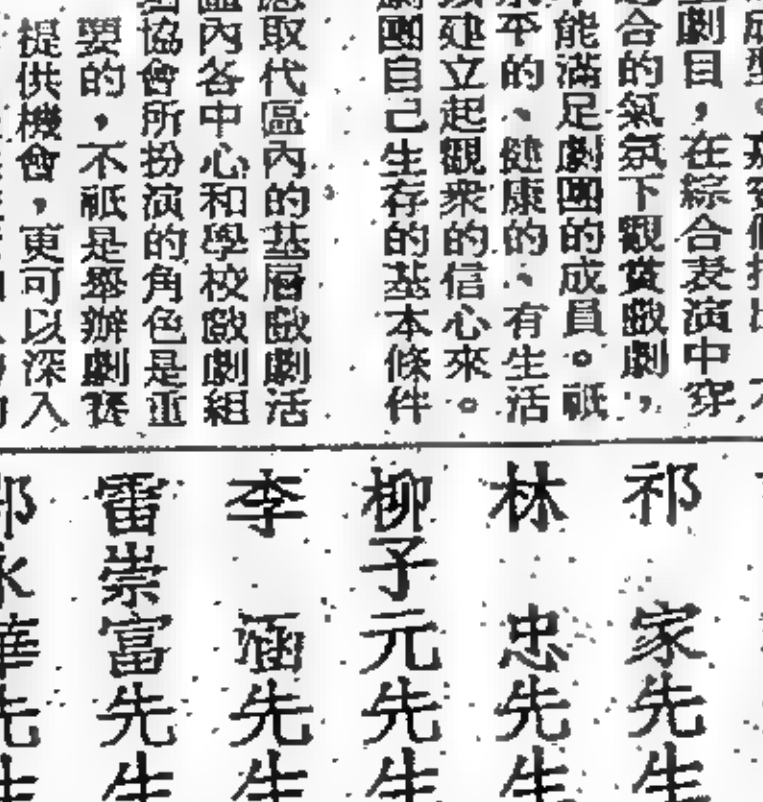 劇目，在綜合表演中穿
合的氣氛下觀賞戲劇，
能滿足劇團的成員。祇
平的、健康的、有生活
建立起觀衆的信心來。
劇團自己生存的基本條件
取代區內的基層戲劇活
區內各中心和學校戲劇組
協會所扮演的角色是重
要的，不祇是舉辦劇賽
提供機會，更可以深入
祁家先生
林忠先生
柳子元先生
李涵先生
雷崇富先生
華先生